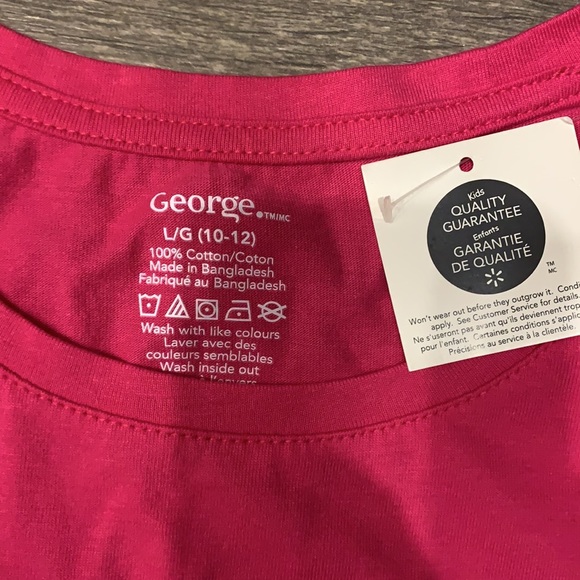 George.TM/MC
L/G (10-12)
100% Cotton/Coton
Made in Bangladesh
Fabriqué au Bangladesh
Wash with like colours
Laver avec des
couleurs semblables
Wash inside out
Kids
QUALITY
GUARANTEE
Enfants
GARANTIE
DE QUALITÉ
TM
MC
Won't wear out before they outgrow it. Condi
apply. See Customer Service for details.
Ne s'useront pas avant qu'ils deviennent trop
pour l'enfant. Certaines conditions s'applic
Précisions au service à la clientèle.